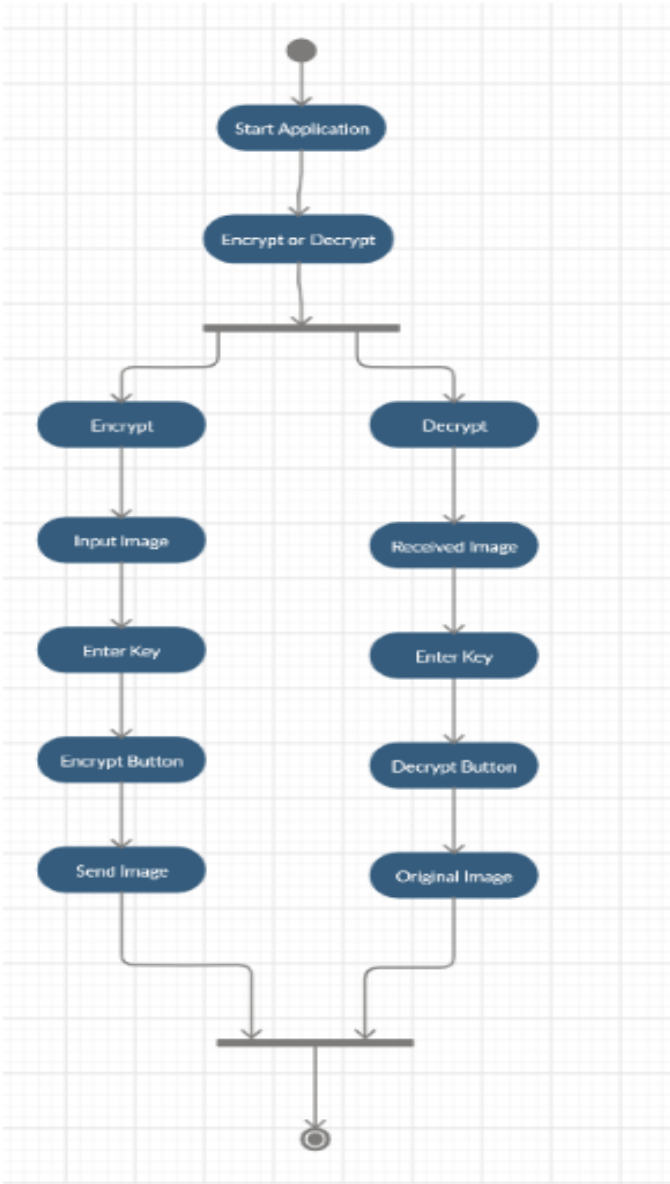 Start Application
Encrypt or Decrypt
Encrypt
Input Image
Enter Key
Encrypt Button
Send Image
Decrypt
Received Image
Enter Key
Decrypt Button
Original Image